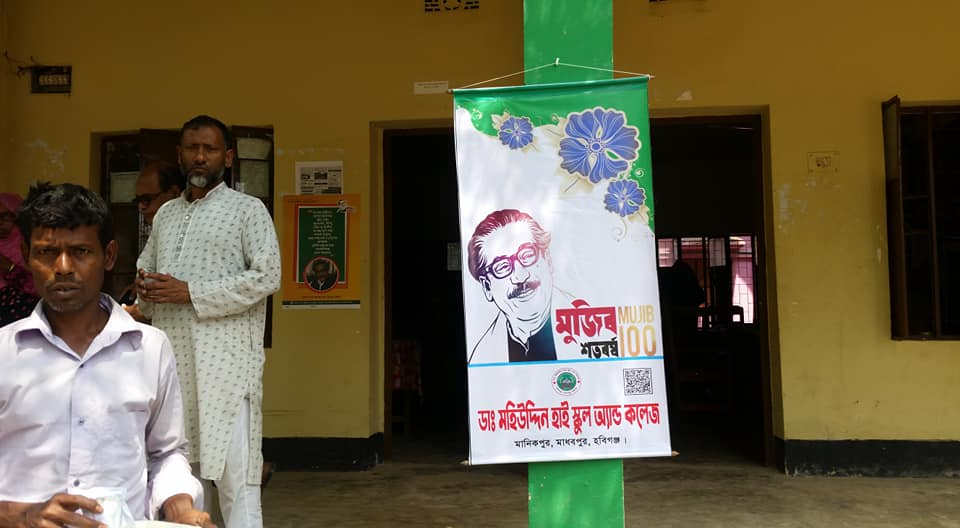 মুজিব
শতবর্ষ
MUJIB
100
ডাঃ মহিউদ্দিন হাই স্কুল অ্যান্ড কলেজ
মানিকপুর, মাধবপুর, হবিগঞ্জ ।